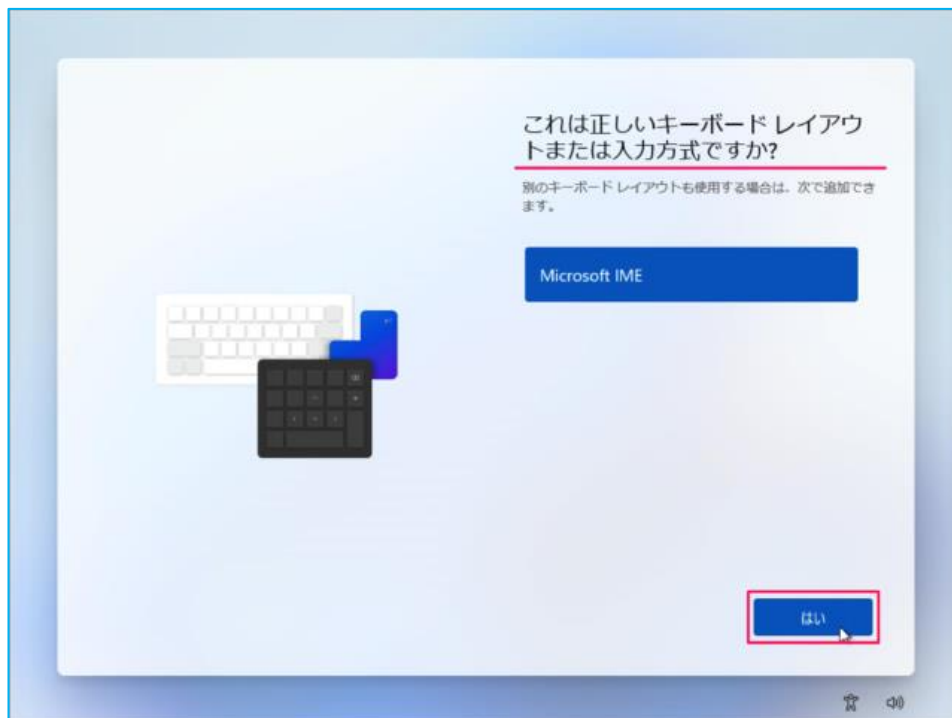 これは正しいキーボード レイアウ
トまたは入力方式ですか?
別のキーボード レイアウトも使用する場合は、次で追加でき
ます。
Microsoft IME
はい